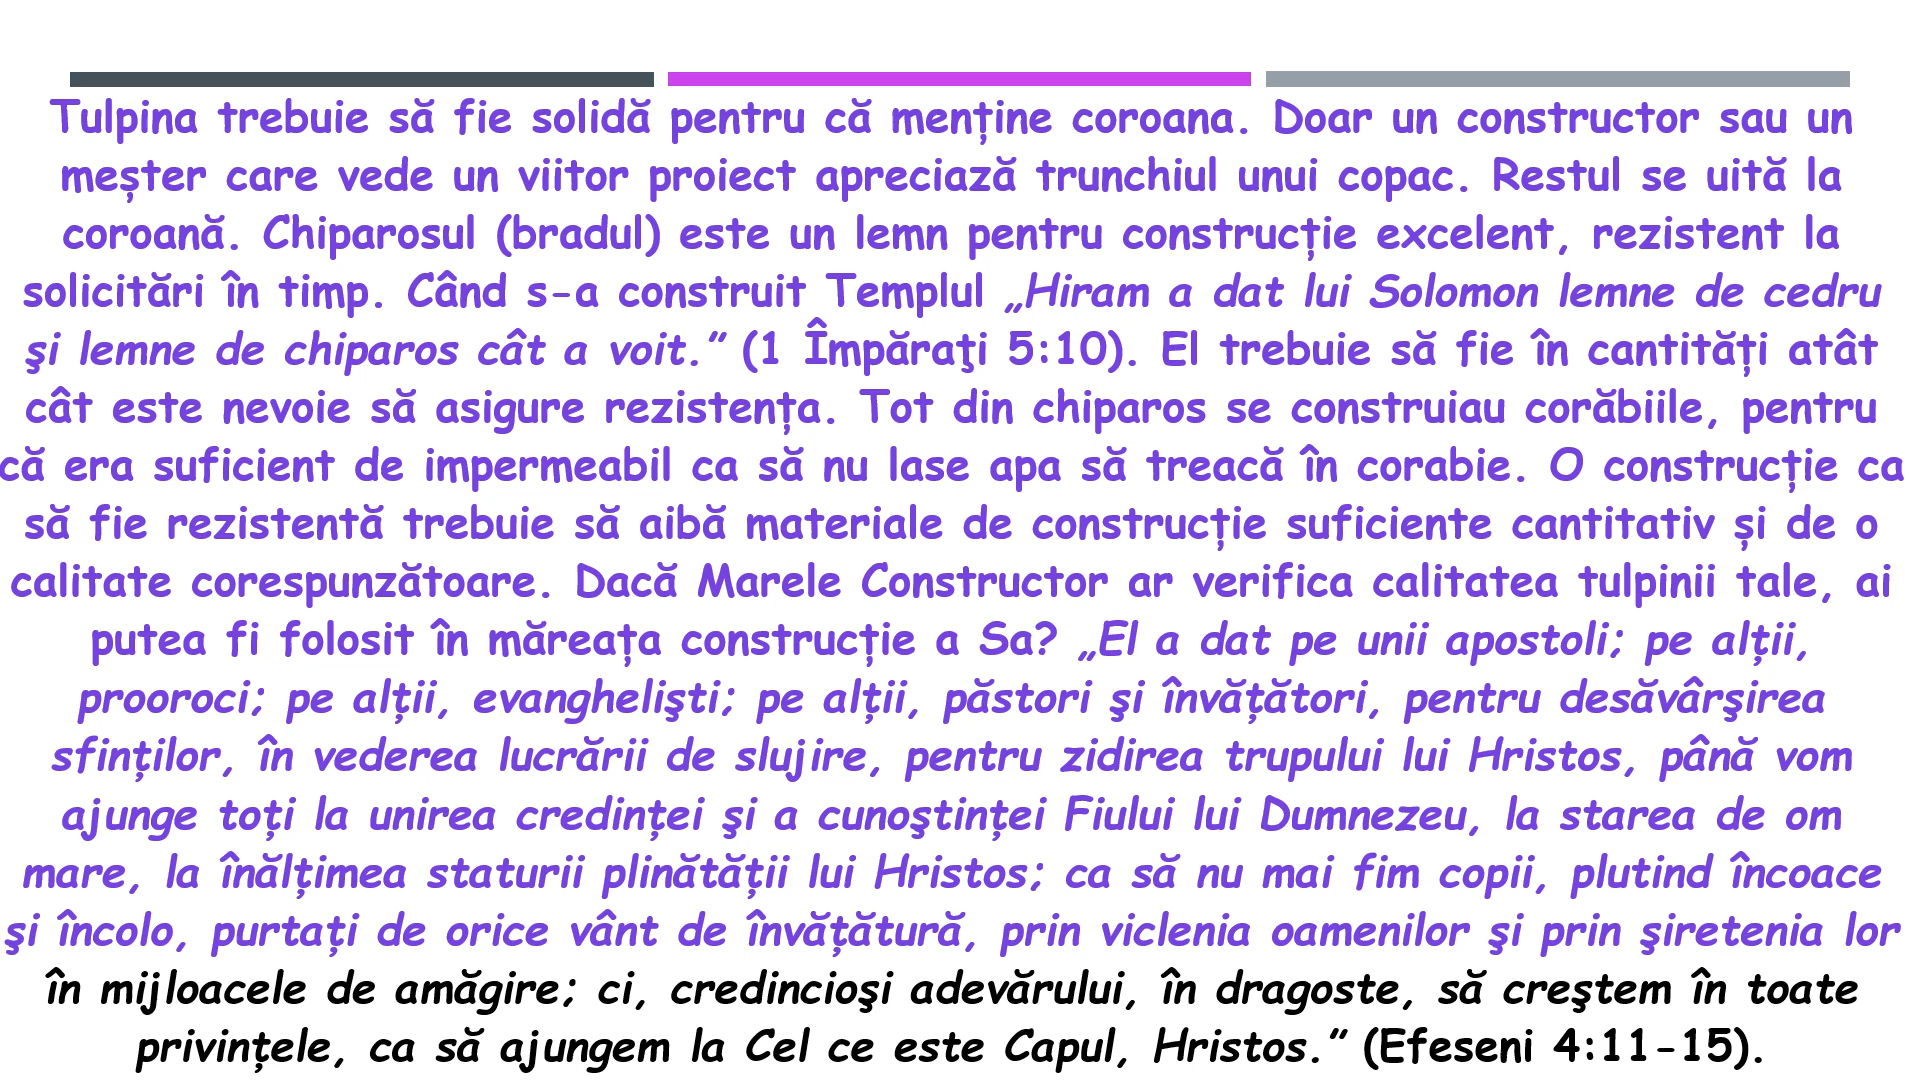 Tulpina trebuie să fie solidă pentru că menține coroana. Doar un constructor sau un
meșter care vede un viitor proiect apreciază trunchiul unui copac. Restul se uită la
coroană. Chiparosul (bradul) este un lemn pentru construcție excelent, rezistent la
solicitări în timp. Când s-a construit Templul „Hiram a dat lui Solomon lemne de cedru
şi lemne de chiparos cât a voit.” (1 Împăraţi 5:10). El trebuie să fie în cantități atât
cât este nevoie să asigure rezistența. Tot din chiparos se construiau corăbiile, pentru
că era suficient de impermeabil ca să nu lase apa să treacă în corabie. O construcție ca
să fie rezistentă trebuie să aibă materiale de construcție suficiente cantitativ și de o
calitate corespunzătoare. Dacă Marele Constructor ar verifica calitatea tulpinii tale, ai
putea fi folosit în măreața construcție a Sa? „El a dat pe unii apostoli; pe alții,
prooroci; pe alții, evanghelişti; pe alții, păstori şi învățători, pentru desăvârşirea
sfinților, în vederea lucrării de slujire, pentru zidirea trupului lui Hristos, până vom
ajunge toți la unirea credinței şi a cunoştinței Fiului lui Dumnezeu, la starea de om
mare, la înălțimea staturii plinătății lui Hristos; ca să nu mai fim copii, plutind încoace
şi încolo, purtați de orice vânt de învățătură, prin viclenia oamenilor şi prin şiretenia lor
în mijloacele de amăgire; ci, credincioşi adevărului, în dragoste, să creştem în toate
privințele, ca să ajungem la Cel ce este Capul, Hristos.” (Efeseni 4:11-15).